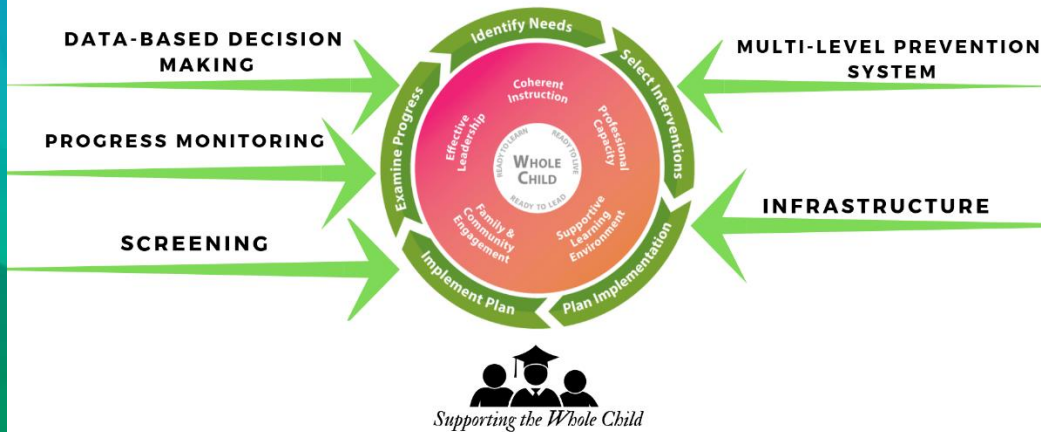 DATA-BASED DECISION
MAKING
PROGRESS MONITORING
SCREENING
Identify Needs
Select Interventions
Plan Implementation
Implement Plan
Examine Progress
Coherent
Instruction
Professional
Capacity
Supportive
Learning
Environment
Family &
Community
Engagement
Effective
Leadership
READY TO LEARN
READY TO LIVE
READY TO LEAD
WHOLE
CHILD
MULTI-LEVEL PREVENTION
SYSTEM
INFRASTRUCTURE
Supporting the Whole Child